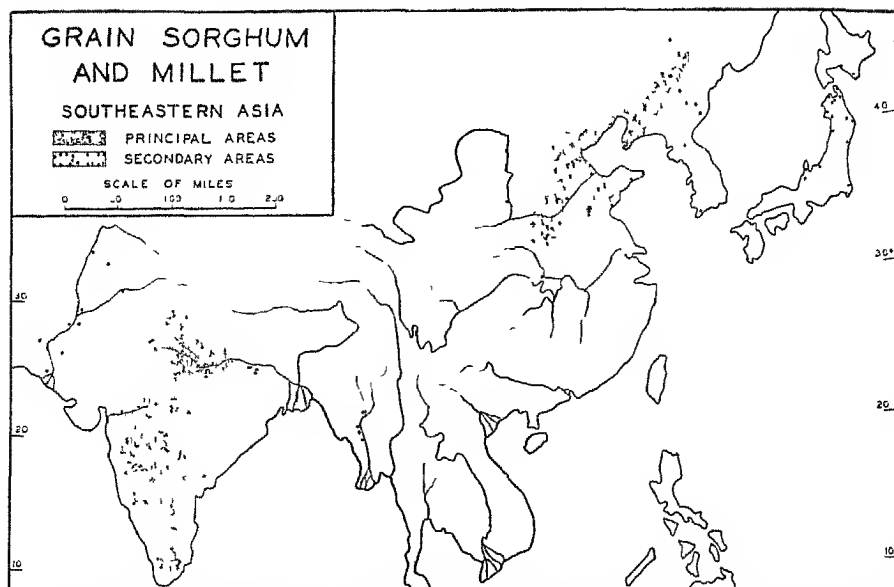 GRAIN SORGHUM
AND MILLET
SOUTHEASTERN ASIA
PRINCIPAL AREAS
SECONDARY AREAS
SCALE OF MILES
0 100
40
30
30
20
20
10
10